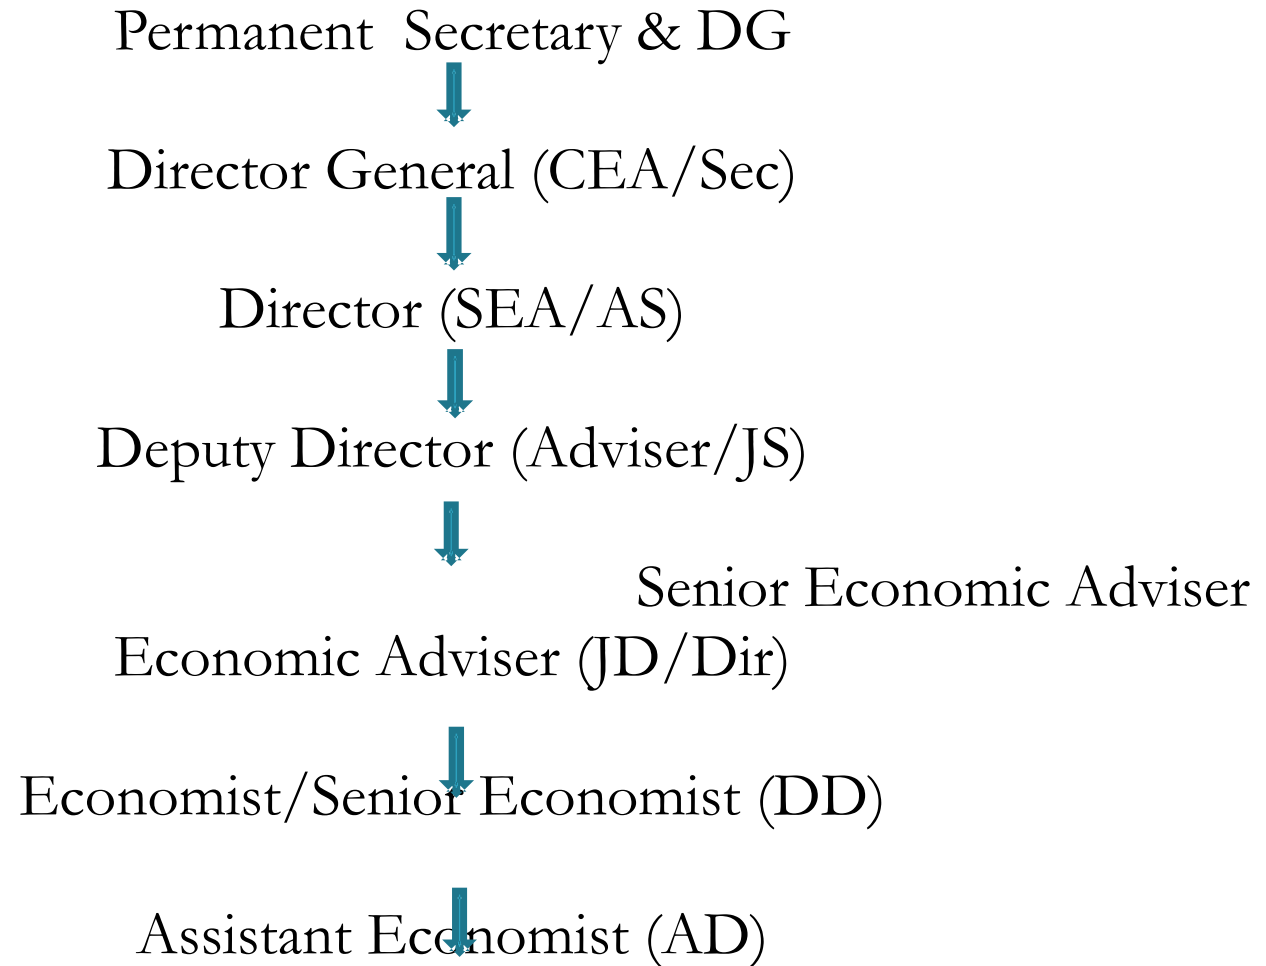 Permanent Secretary & DG
Director General (CEA/Sec)
Director (SEA/AS)
Deputy Director (Adviser/JS)
Senior Economic Adviser
Economic Adviser (JD/Dir)
Economist/Senior Economist (DD)
Assistant Economist (AD)